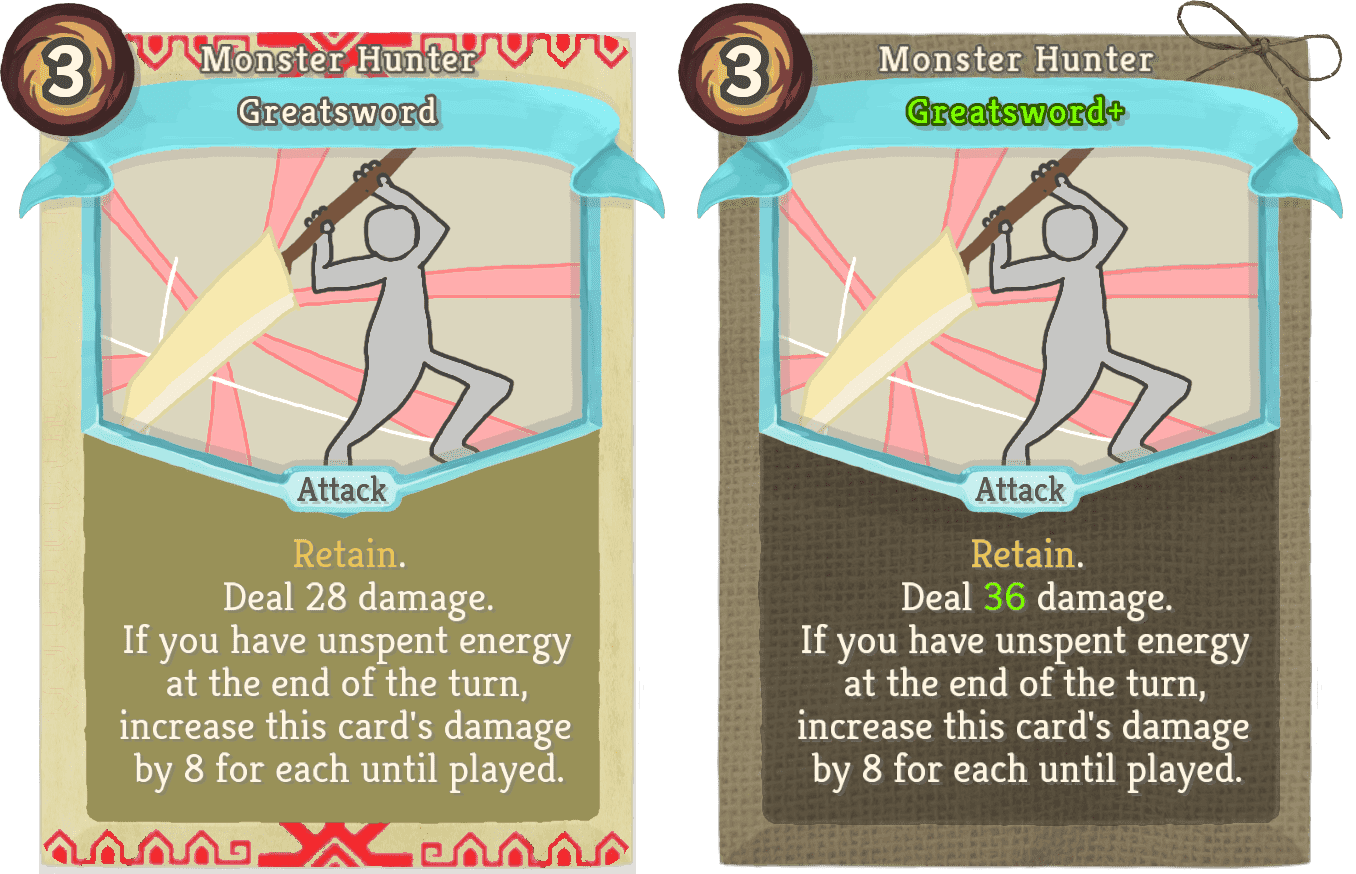 3
Monster Hunter
Greatsword
Attack
Retain.
Deal 28 damage.
If you have unspent energy
at the end of the turn,
increase this card's damage
by 8 for each until played.
3
Monster Hunter
Greatsword+
Attack
Retain.
Deal 36 damage.
If you have unspent energy
at the end of the turn,
increase this card's damage
by 8 for each until played.